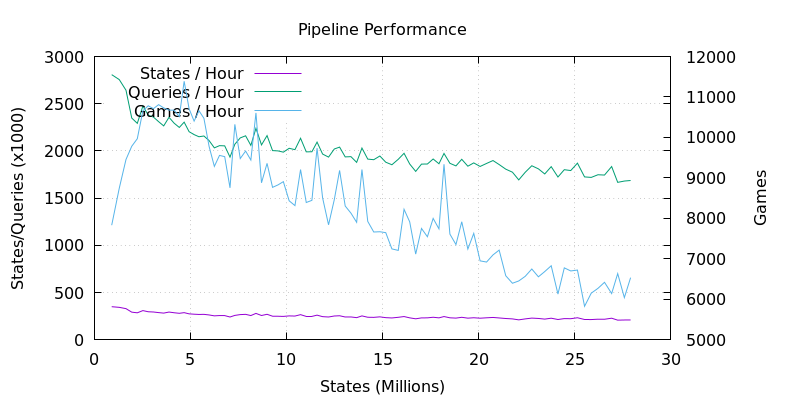 Pipeline Performance
3000
2500
2000
1500
1000
500
0
States/Queries (x1000)
States / Hour
Queries / Hour
Games / Hour
12000
11000
10000
9000
8000
7000
6000
5000
Games
0 5 10 15 20 25 30
States (Millions)